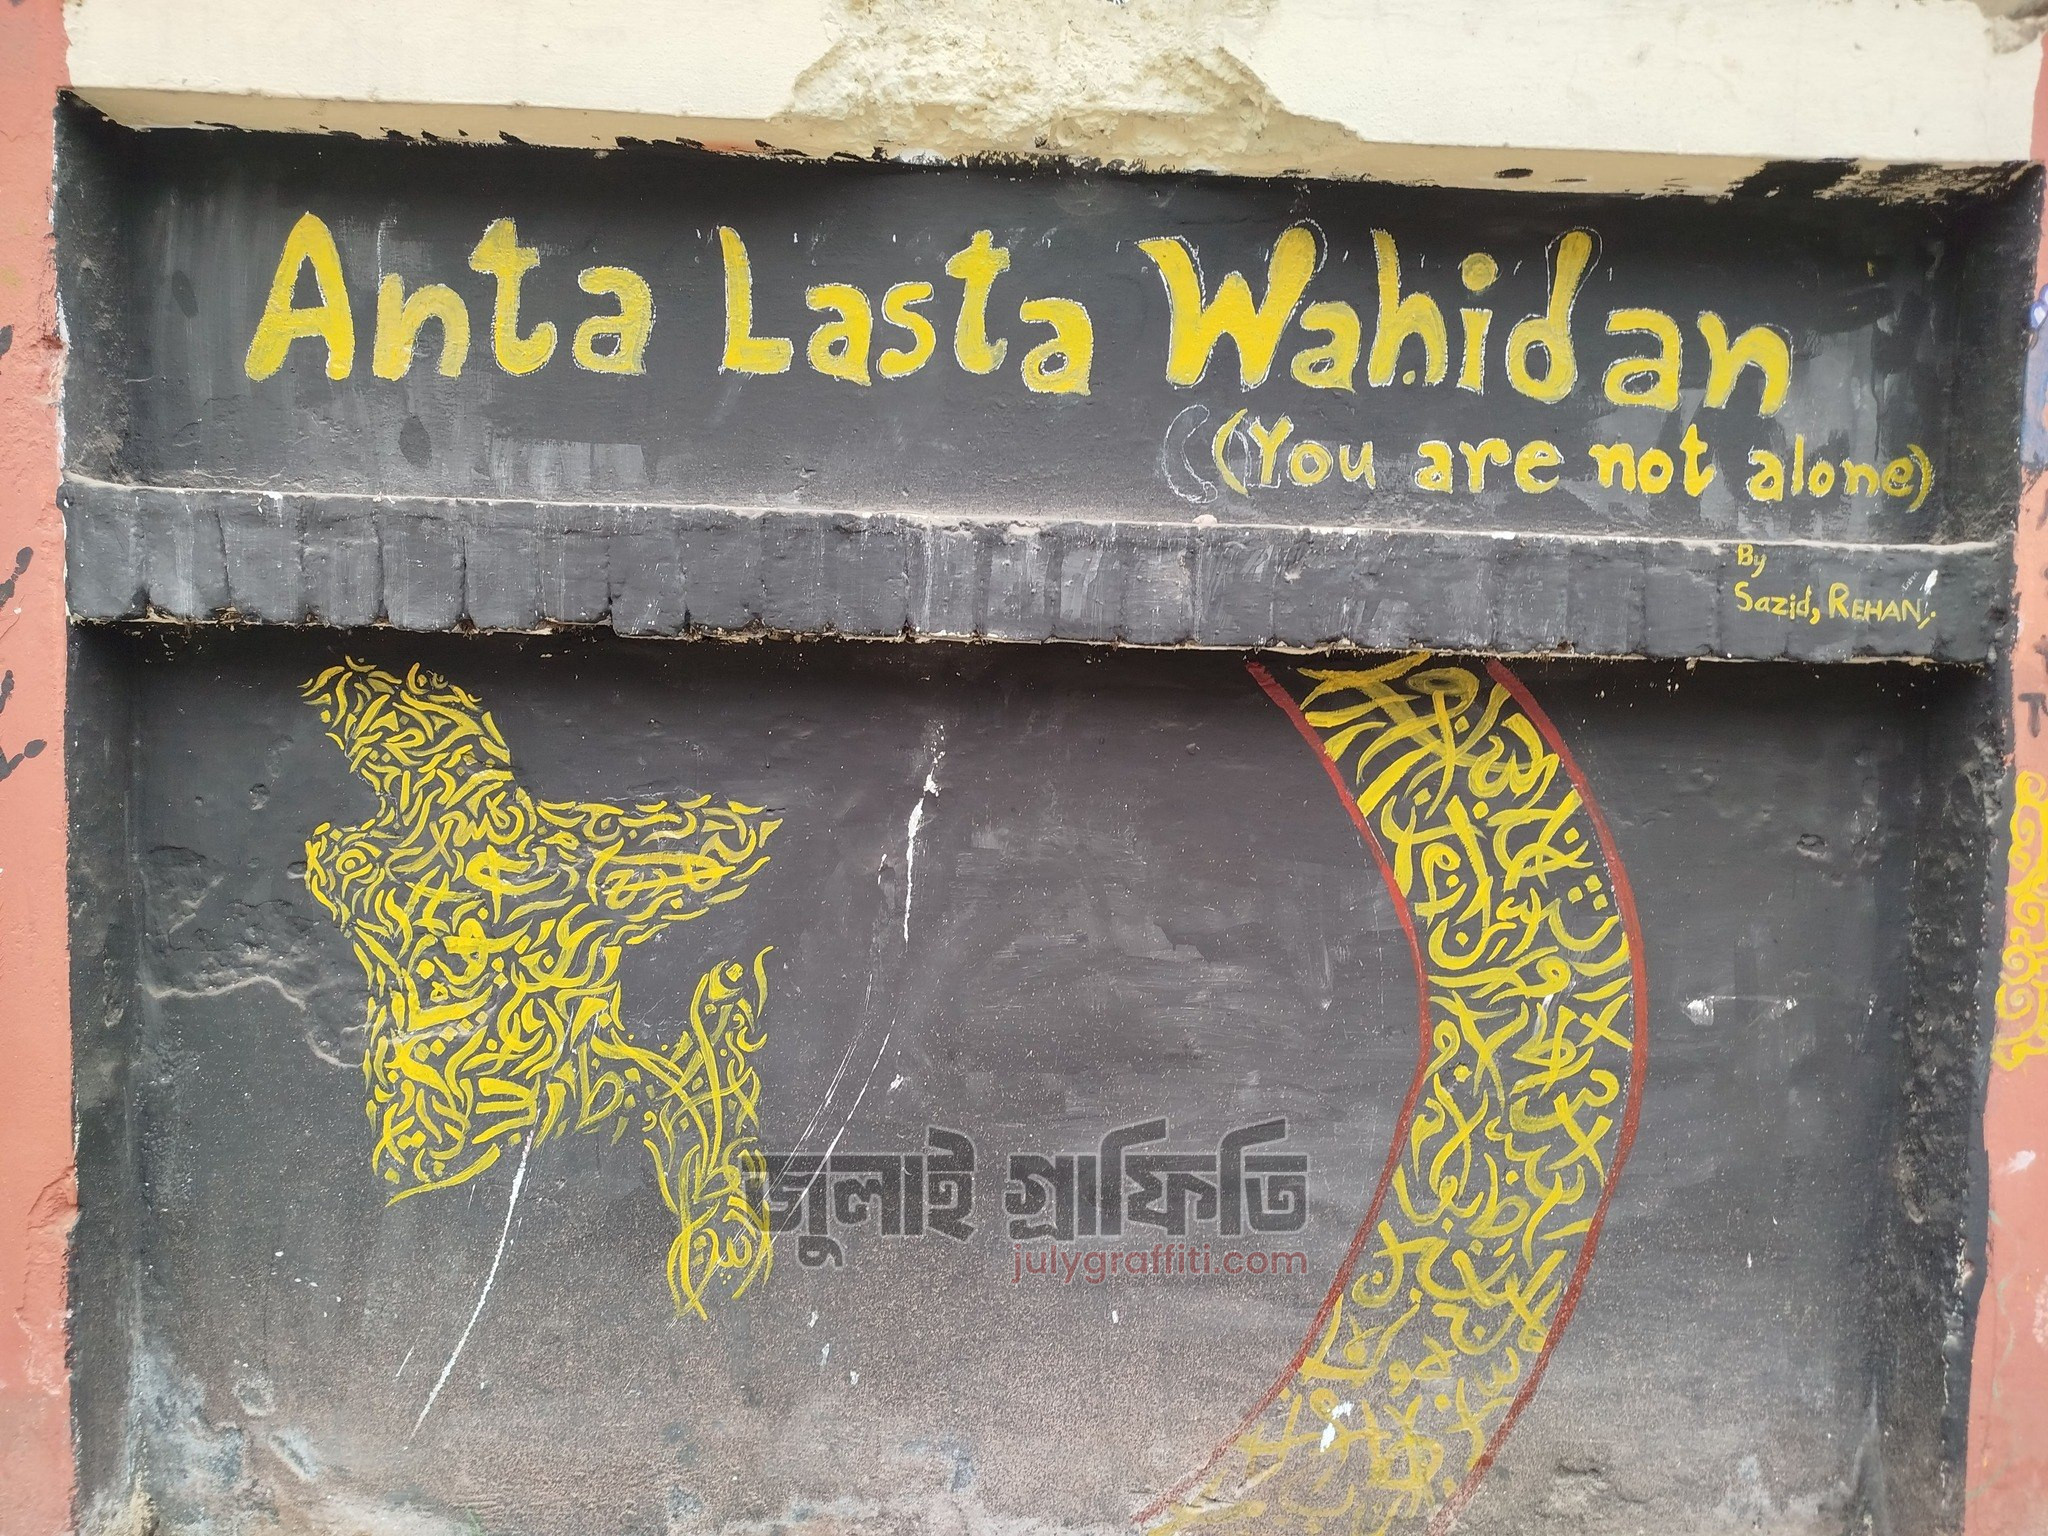 Anta Lasta Wahidan
(You are not alone)
By
Sazid, REHAN
জুলাই গ্রাফিতি
julygraffiti.com